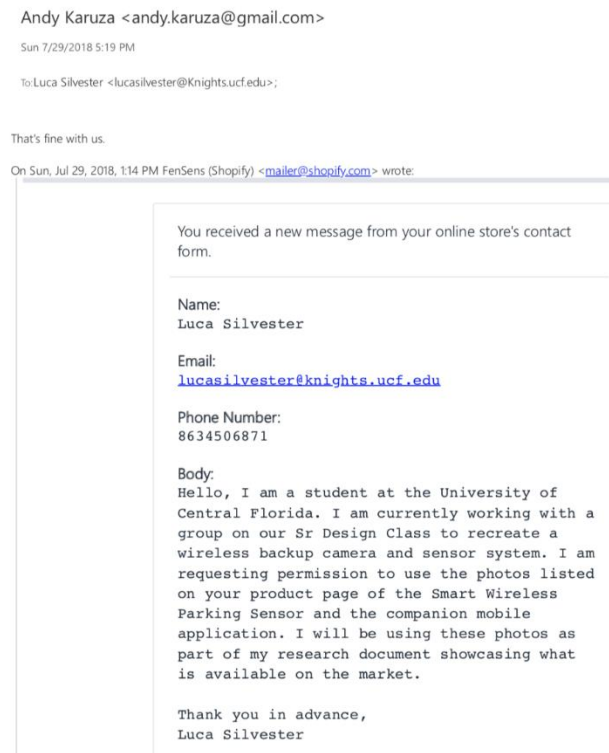 Andy Karuza <andy.karuza@gmail.com>
Sun 7/29/2018 5:19 PM
To:Luca Silvester <lucasilvester@Knights.ucf.edu>;
That's fine with us.
On Sun, Jul 29, 2018, 1:14 PM FenSens (Shopify) <mailer@shopify.com> wrote:
You received a new message from your online store's contact
form.
Name:
Luca Silvester
Email:
lucasilvester@knights.ucf.edu
Phone Number:
8634506871
Body:
Hello, I am a student at the University of
Central Florida. I am currently working with a
group on our Sr Design Class to recreate a
wireless backup camera and sensor system. I am
requesting permission to use the photos listed
on your product page of the Smart Wireless
Parking Sensor and the companion mobile
application. I will be using these photos as
part of my research document showcasing what
is available on the market.
Thank you in advance,
Luca Silvester